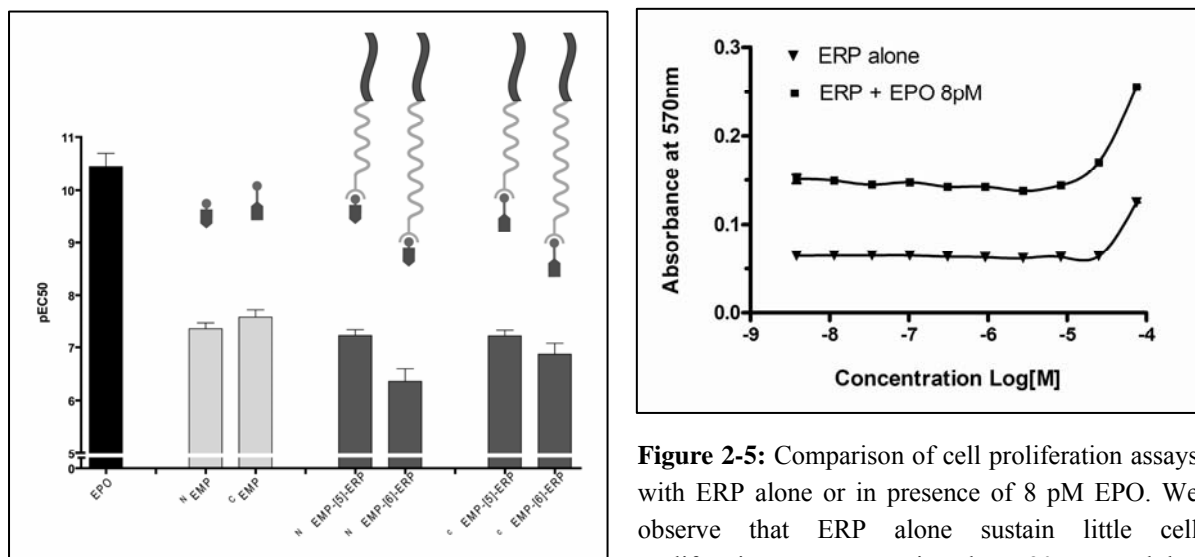 11
10
9
8
7
6
5
0
pEC50
EPO
N EMP
C EMP
N EMP-[5]-ERP
N EMP-[6]-ERP
C EMP-[5]-ERP
C EMP-[6]-ERP
0.3
0.2
0.1
0.0
Absorbance at 570nm
ERP alone
ERP + EPO 8pM
-9 -8 -7 -6 -5 -4
Concentration Log[M]
Figure 2-5: Comparison of cell proliferation assays
with ERP alone or in presence of 8 pM EPO. We
observe that ERP alone sustain little cell